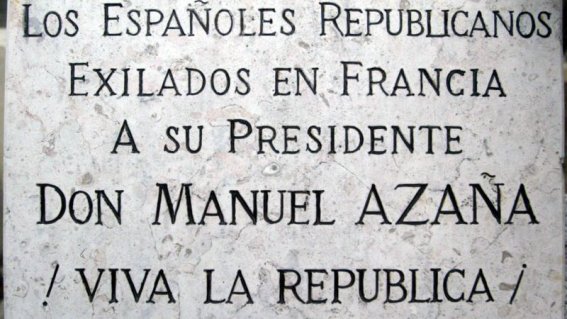 LOS ESPAÑOLES REPUBLICANOS
EXILADOS EN FRANCIA
A SU PRESIDENTE
DON MANUEL AZAÑA
¡VIVA LA REPUBLICA!